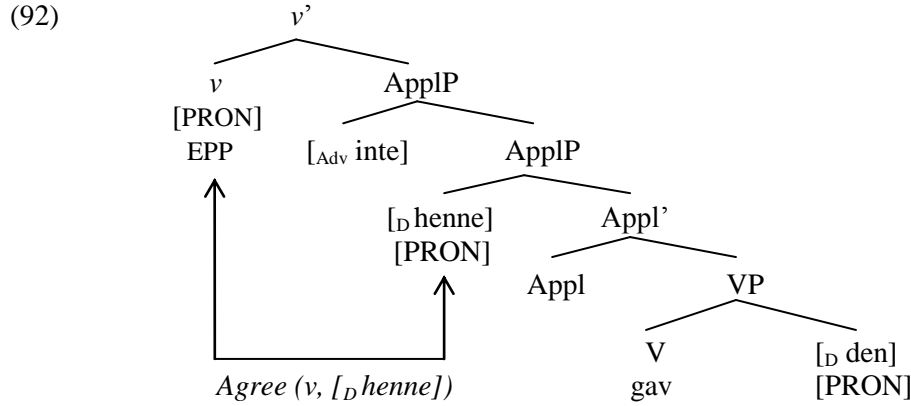 (92) v’
v ApplP
[PRON]
EPP [Adv inte] ApplP
[D henne] Appl’
[PRON]
Appl VP
V [D den]
Agree (v, [D henne]) gav [PRON]